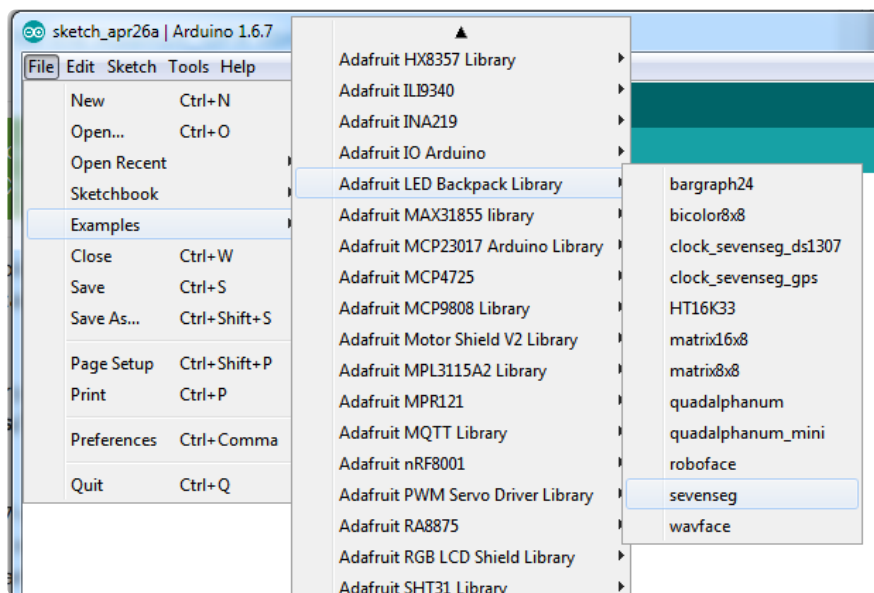 sketch_apr26a | Arduino 1.6.7
File Edit Sketch Tools Help
New Ctrl+N
Open... Ctrl+O
Open Recent
Sketchbook
Examples
Close Ctrl+W
Save Ctrl+S
Save As... Ctrl+Shift+S
Page Setup Ctrl+Shift+P
Print Ctrl+P
Preferences Ctrl+Comma
Quit Ctrl+Q
Adafruit HX8357 Library
Adafruit ILI9340
Adafruit INA219
Adafruit IO Arduino
Adafruit LED Backpack Library
Adafruit MAX31855 library
Adafruit MCP23017 Arduino Library
Adafruit MCP4725
Adafruit MCP9808 Library
Adafruit Motor Shield V2 Library
Adafruit MPL3115A2 Library
Adafruit MPR121
Adafruit MQTT Library
Adafruit nRF8001
Adafruit PWM Servo Driver Library
Adafruit RA8875
Adafruit RGB LCD Shield Library
Adafruit SHT31 Library
bargraph24
bicolor8x8
clock_sevenseg_ds1307
clock_sevenseg_gps
HT16K33
matrix16x8
matrix8x8
quadalphanum
quadalphanum_mini
roboface
sevenseg
wavface